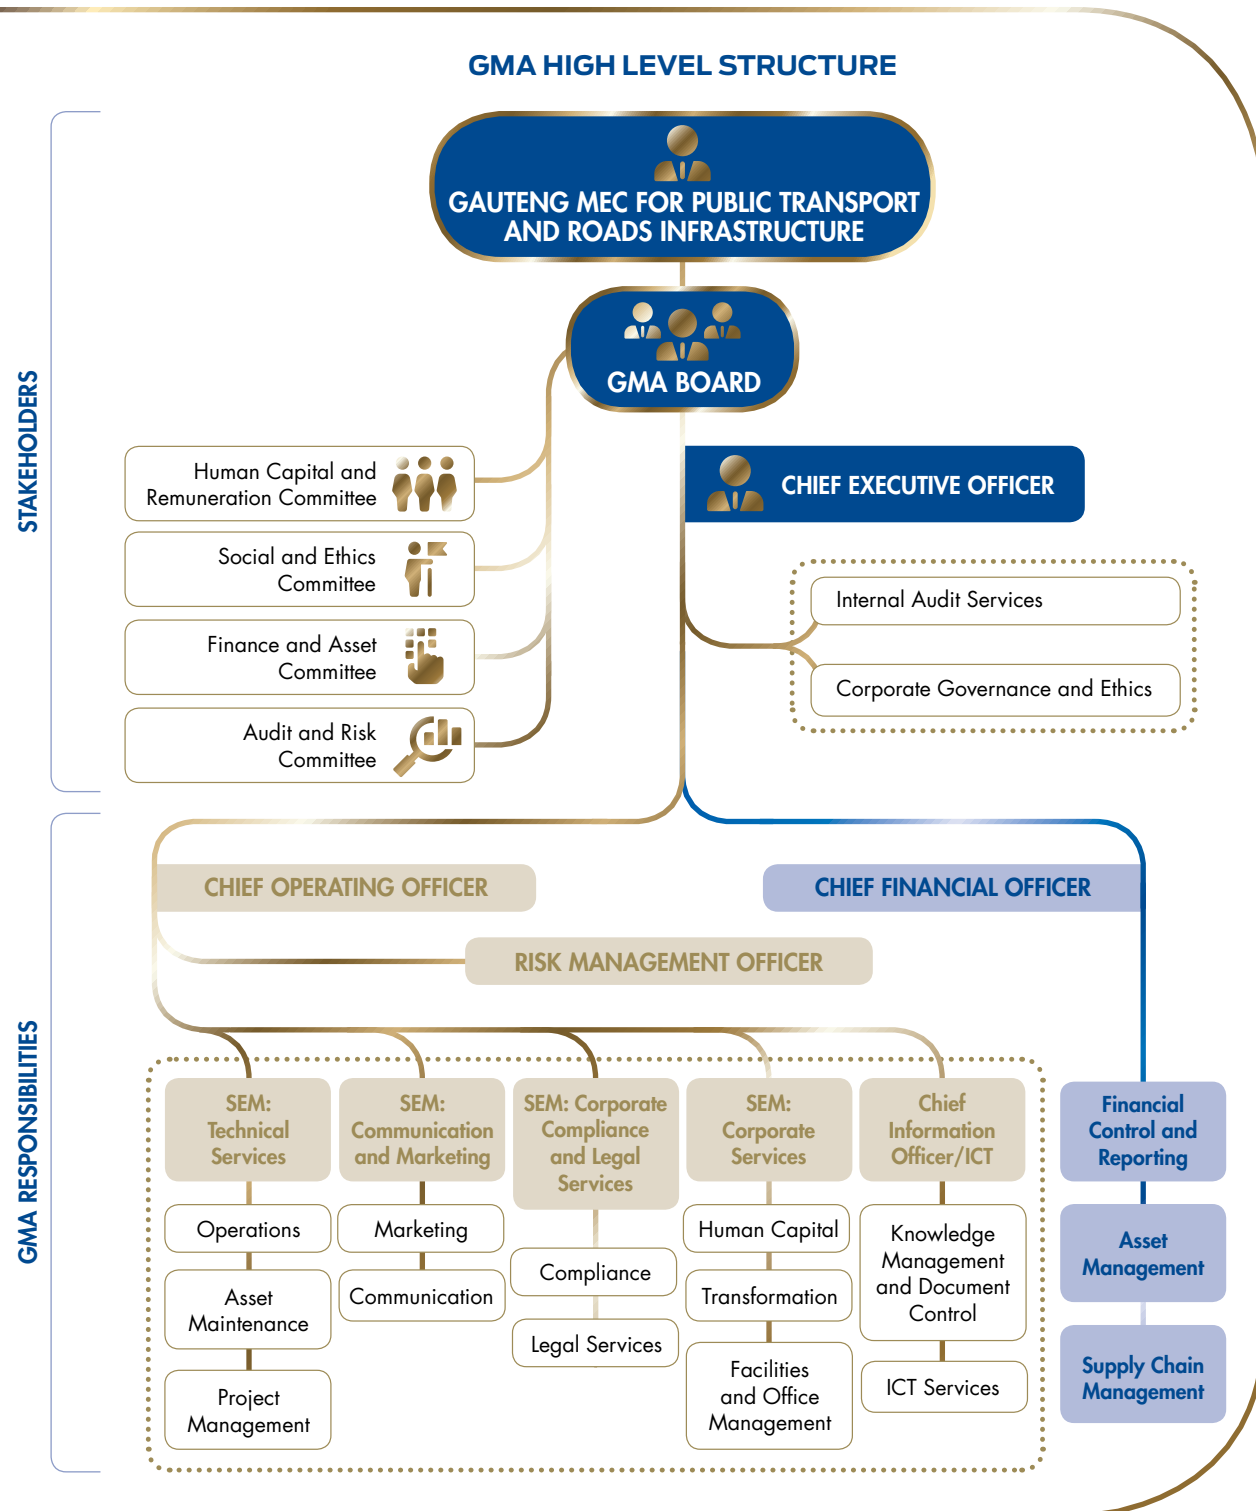 GMA HIGH LEVEL STRUCTURE
STAKEHOLDERS
GAUTENG MEC FOR PUBLIC TRANSPORT
AND ROADS INFRASTRUCTURE
GMA BOARD
Human Capital and
Remuneration Committee
Social and Ethics
Committee
Finance and Asset
Committee
Audit and Risk
Committee
CHIEF EXECUTIVE OFFICER
Internal Audit Services
Corporate Governance and Ethics
GMA RESPONSIBILITIES
CHIEF OPERATING OFFICER
CHIEF FINANCIAL OFFICER
RISK MANAGEMENT OFFICER
SEM:
Technical
Services
Operations
Asset
Maintenance
Project
Management
SEM:
Communication
and Marketing
Marketing
Communication
SEM: Corporate
Compliance
and Legal
Services
Compliance
Legal Services
SEM:
Corporate
Services
Human Capital
Transformation
Facilities
and Office
Management
Chief
Information
Officer/ICT
Knowledge
Management
and Document
Control
ICT Services
Financial
Control and
Reporting
Asset
Management
Supply Chain
Management